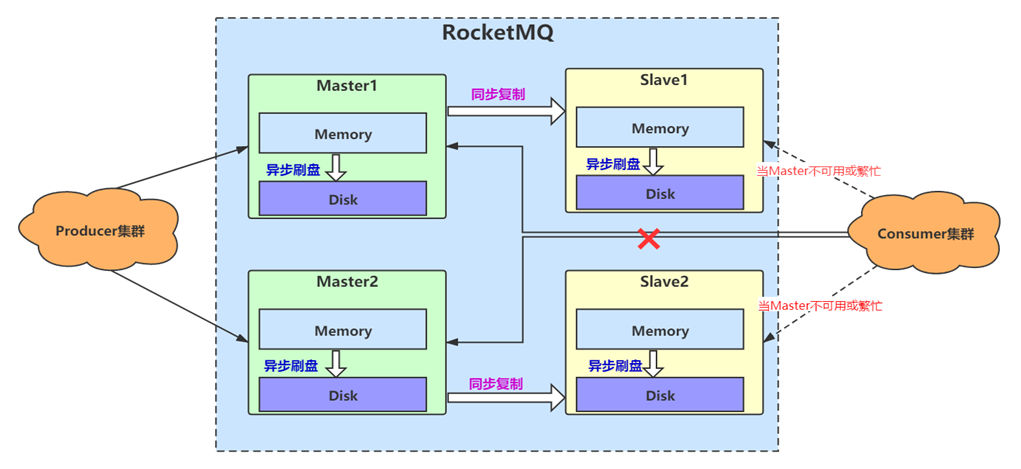 RocketMQ
Master1
Memory
异步刷盘
Disk
同步复制
Slave1
Memory
异步刷盘
Disk
当Master不可用或繁忙
Producer集群
Consumer集群
Master2
Memory
异步刷盘
Disk
同步复制
Slave2
Memory
异步刷盘
Disk
当Master不可用或繁忙